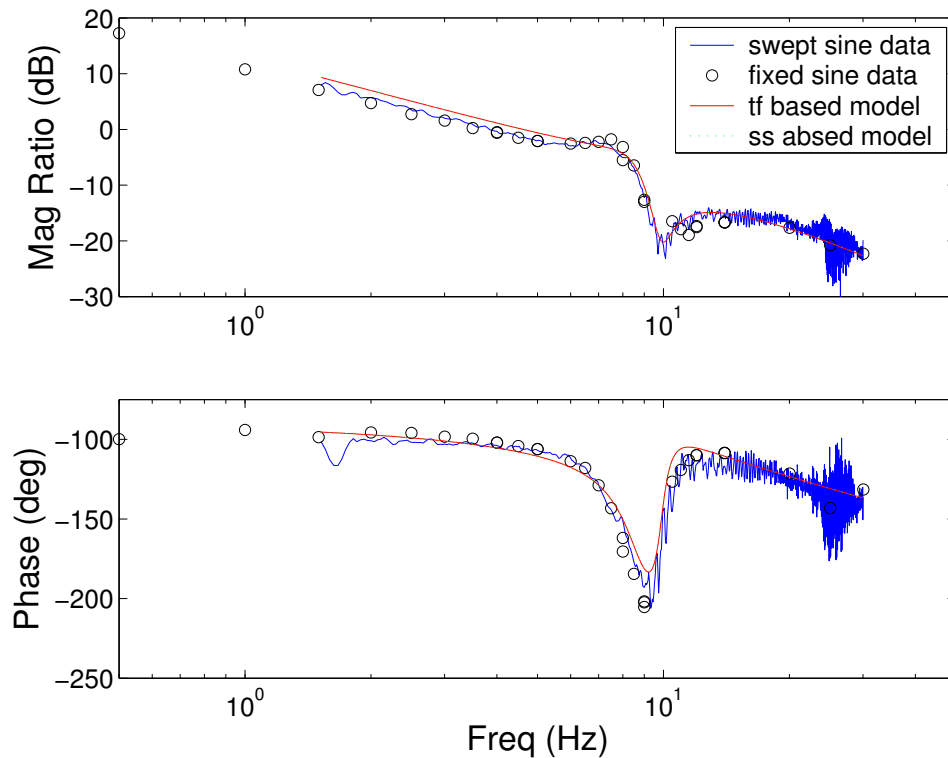 20
10
0
−10
−20
−30
Mag Ratio (dB)
10^0
10^1
swept sine data
fixed sine data
tf based model
ss absed model
−100
−150
−200
−250
Phase (deg)
10^0
10^1
Freq (Hz)